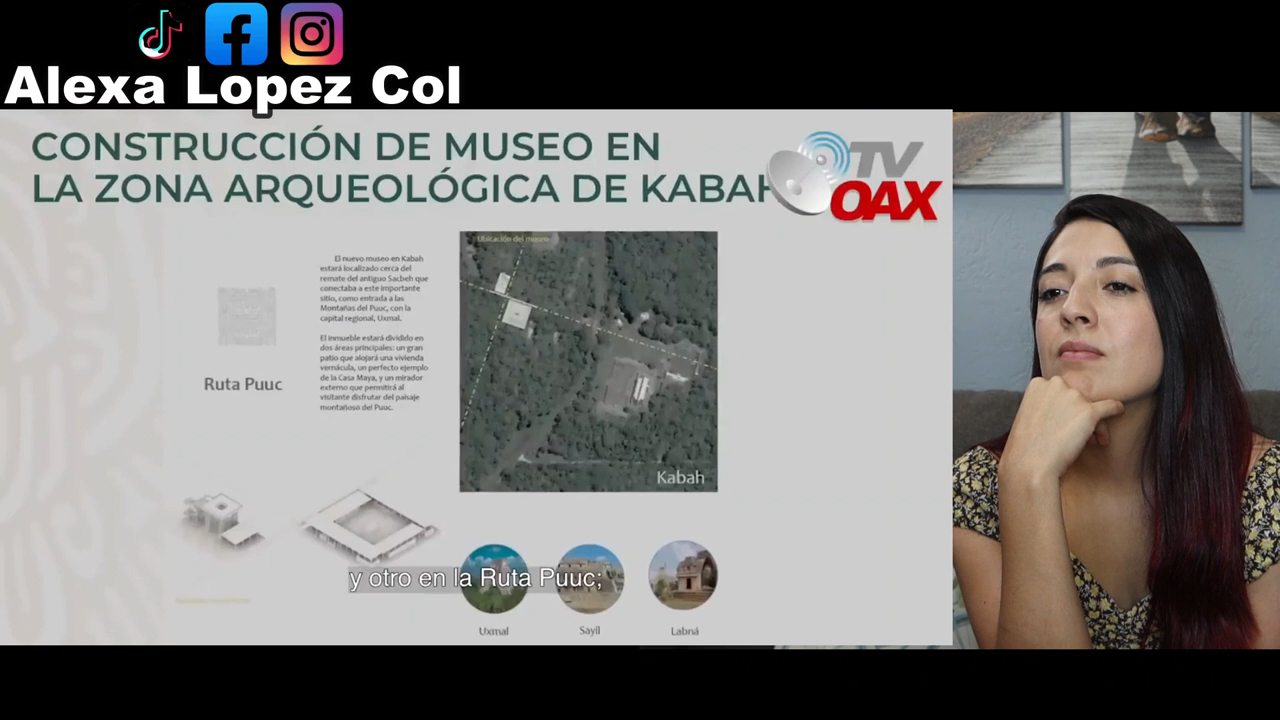 Alexa Lopez Col
CONSTRUCCIÓN DE MUSEO EN
LA ZONA ARQUEOLÓGICA DE KABAH
TV
OAX
El nuevo museo en Kabah
estará localizado cerca del
remate del antiguo Sacbeh que
conectaba a este importante
sitio, como entrada a las
Montañas del Puuc, con la
capital regional, Uxmal.
El inmueble estará dividido en
dos áreas principales: un gran
patio que alojará una vivienda
vernácula, un perfecto ejemplo
de la Casa Maya, y un mirador
externo que permitirá al
visitante disfrutar del paisaje
montañoso del Puuc.
Ruta Puuc
Ubicación del museo
Kabah
y otro en la Ruta Puuc;
Uxmal
Sayil
Labná